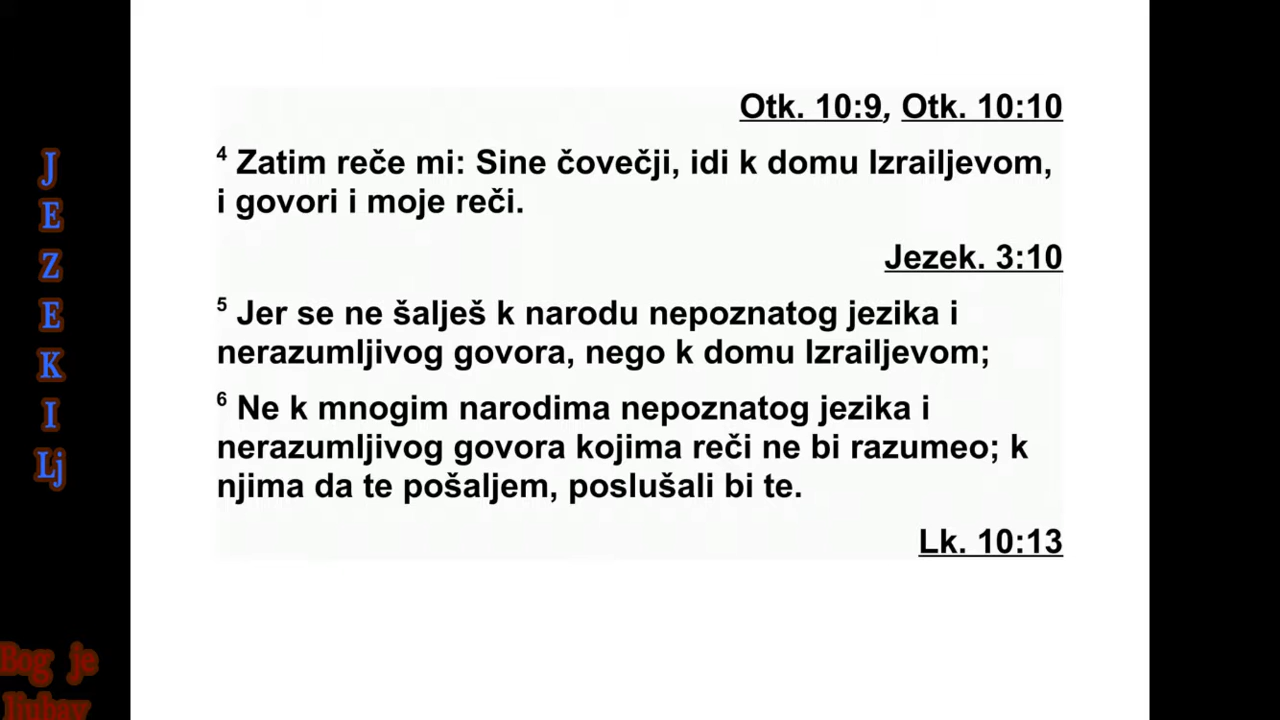 J
E
Z
E
K
I
Lj
Bog je
ljubav
Otk. 10:9, Otk. 10:10
4 Zatim reče mi: Sine čovečji, idi k domu Izrailjevom,
i govori i moje reči.
Jezek. 3:10
5 Jer se ne šalješ k narodu nepoznatog jezika i
nerazumljivog govora, nego k domu Izrailjevom;
6 Ne k mnogim narodima nepoznatog jezika i
nerazumljivog govora kojima reči ne bi razumeo; k
njima da te pošaljem, poslušali bi te.
Lk. 10:13